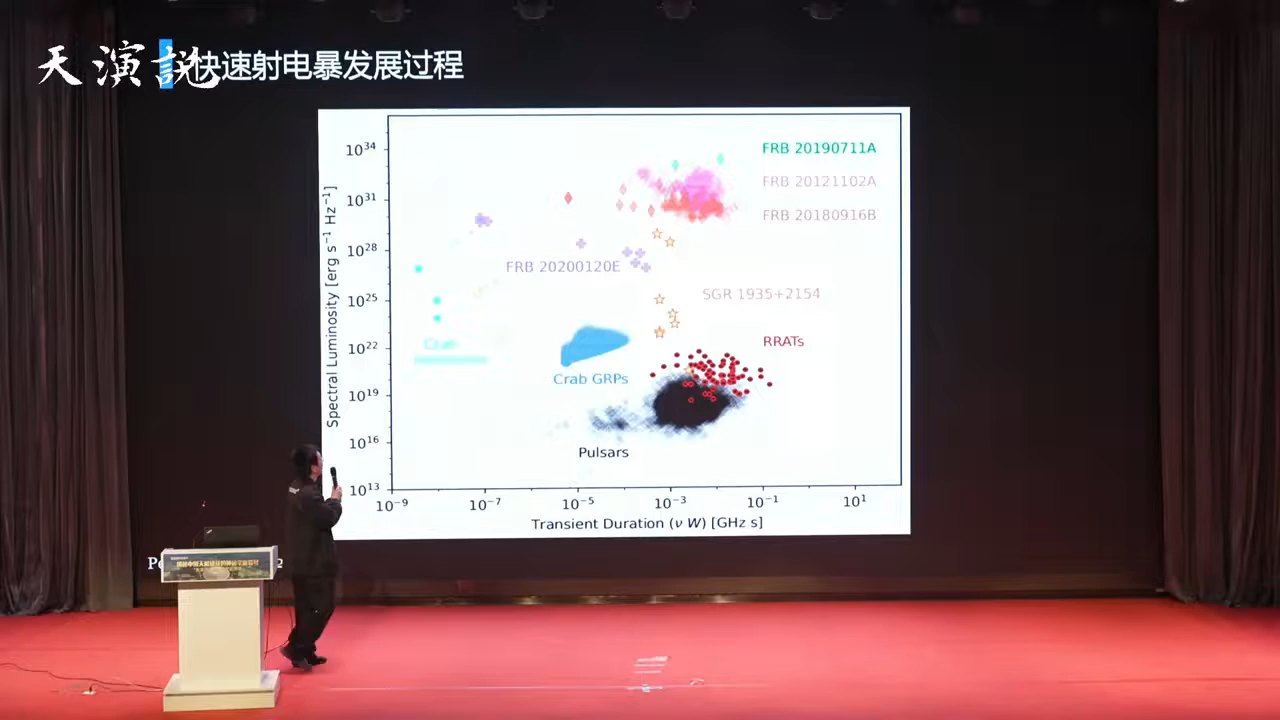 天演説
快速射电暴发展过程
Spectral Luminosity [erg s⁻¹ Hz⁻¹]
10³⁴
10³¹
10²⁸
10²⁵
10²²
10¹⁹
10¹⁶
10¹³
FRB 20190711A
FRB 20121102A
FRB 20180916B
FRB 20200120E
SGR 1935+2154
Crab
RRATs
Crab GRPs
Pulsars
10⁻⁹ 10⁻⁷ 10⁻⁵ 10⁻³ 10⁻¹ 10¹
Transient Duration (ν W) [GHz s]